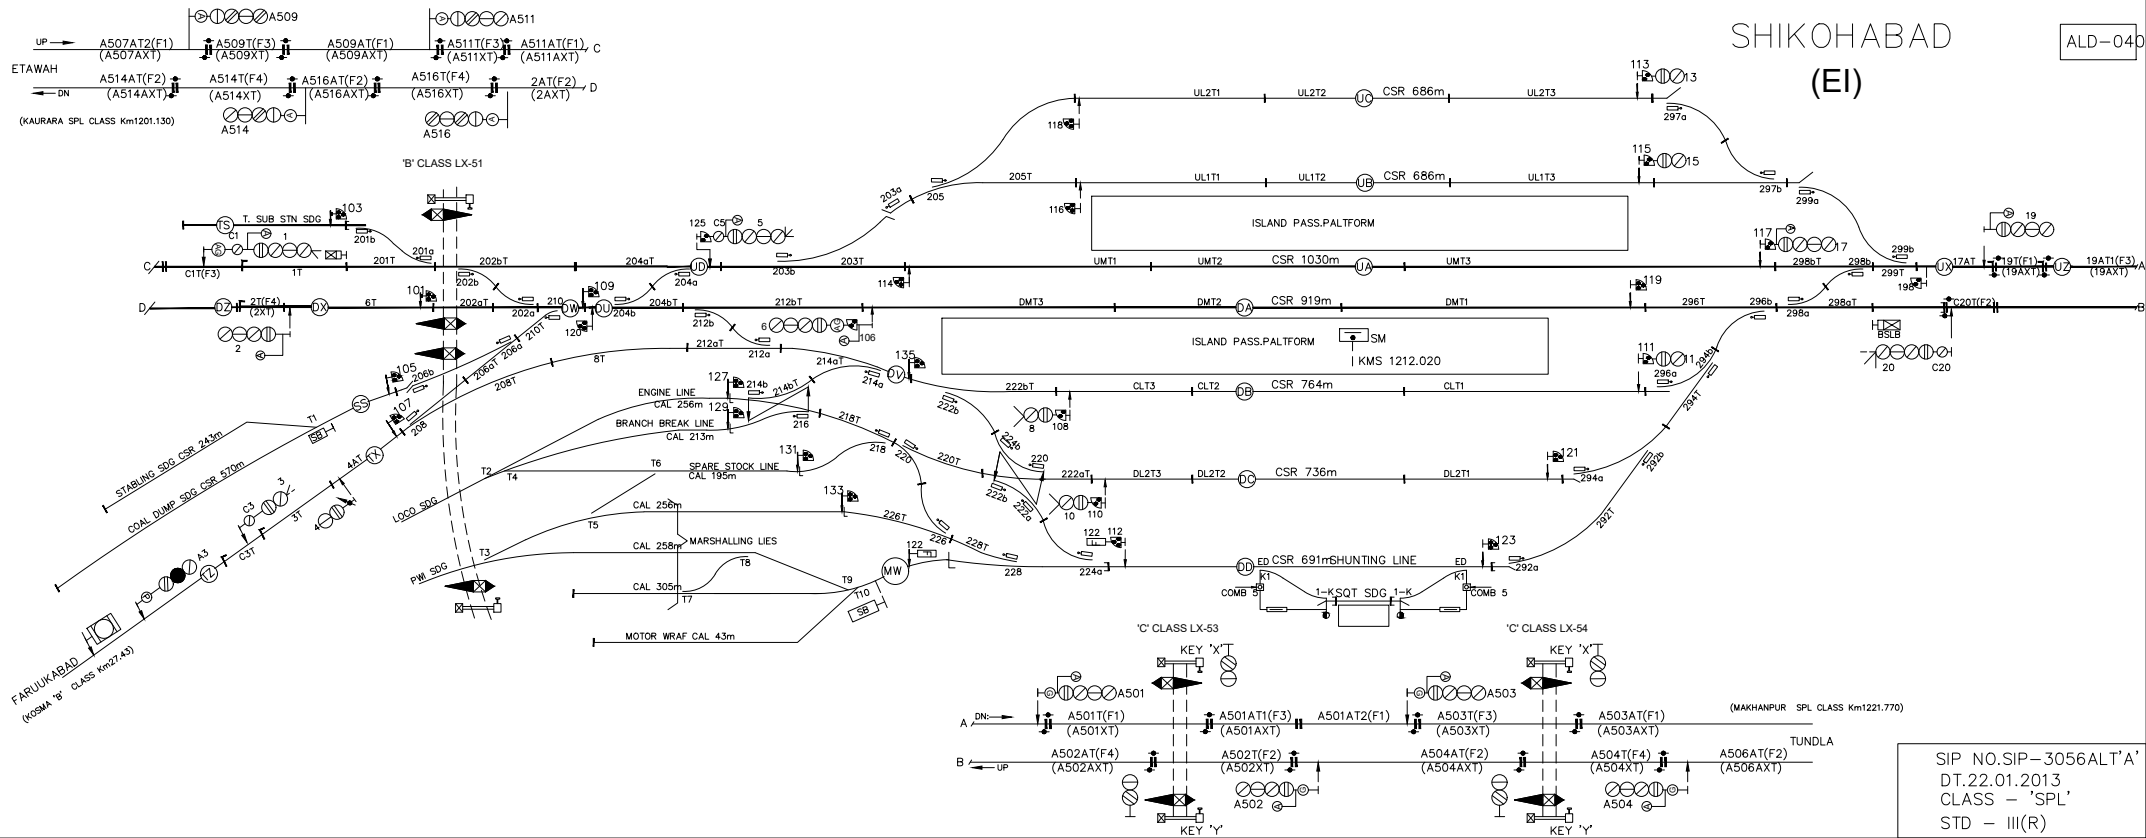 SHIKOHABAD
(EI)
ALD-040
A509
A511
UP
A507AT2(F1)
A509T(F3)
A509AT(F1)
A511T(F3)
A511AT(F1)
C
(A507AXT)
(A509XT)
(A509AXT)
(A511XT)
(A511AXT)
ETAWAH
A514AT(F2)
A514T(F4)
A516AT(F2)
A516T(F4)
2AT(F2)
D
DN
(A514AXT)
(A514XT)
(A516AXT)
(A516XT)
(2AXT)
(KAURARA SPL CLASS Km1201.130)
A514
A516
'B' CLASS LX-51
113
13
UL2T1
UL2T2
UC
CSR 686m
UL2T3
297a
118
115
15
205T
UL1T1
UL1T2
UB
CSR 686m
UL1T3
297b
203a
205
299a
116
ISLAND PASS.PALTFORM
103
TS
T. SUB STN SDG
201b
C1
1
201a
125
C5
5
117
17
19
299b
C
C1T(F3)
1T
201T
202bT
204aT
UD
203b
203T
UMT1
UMT2
CSR 1030m
UA
UMT3
298bT
298b
299T
UX
17AT
19T(F1)
(19AXT)
UZ
19AT1(F3)
(19AXT)
A
202b
204a
114
198
101
109
119
D
DZ
2T(F4)
(2XT)
DX
6T
202aT
202a
210
DW
DU
204b
204bT
212bT
DMT3
DMT2
CSR 919m
DA
DMT1
296T
296b
298a
298aT
C20T(F2)
B
2
210T
120
212b
6
106
BSLB
20
C20
ISLAND PASS.PALTFORM
SM
KMS 1212.020
206a
206b
206aT
208T
8T
212aT
212a
214aT
135
DV
214a
111
11
296a
294b
105
107
208
SS
T1
SB
127
ENGINE LINE
CAL 256m
214b
214bT
129
BRANCH BREAK LINE
CAL 213m
216
218T
222bT
222b
CLT3
CLT2
DB
CSR 764m
CLT1
294T
8
108
STABLING SDG CSR 243m
COAL DUMP SDG CSR 570m
4AT
TX
131
T6
SPARE STOCK LINE
CAL 195m
218
220
220T
224b
220
222aT
DL2T3
DL2T2
DC
CSR 736m
DL2T1
121
294a
292b
T2
T4
LOCO SDG
C3
3
3T
4
133
CAL 256m
T5
226T
226
222b
222a
10
110
292T
T3
CAL 258m
MARSHALLING LIES
228T
122
112
123
PWI SDG
A3
TZ
C3T
T8
T9
MW
122
228
224a
DD
ED
CSR 691m
SHUNTING LINE
ED
292a
K1
K1
CAL 305m
T7
T10
SB
COMB 5
1-K
SQT SDG
1-K
COMB 5
MOTOR WRAF CAL 43m
FARUUKABAD
(KOSMA 'B' CLASS Km27.43)
'C' CLASS LX-53
'C' CLASS LX-54
KEY 'X'
KEY 'X'
A501
A503
A
DN:
A501T(F1)
A501AT1(F3)
A501AT2(F1)
A503T(F3)
A503AT(F1)
(MAKHANPUR SPL CLASS Km1221.770)
(A501XT)
(A501AXT)
(A503XT)
(A503AXT)
TUNDLA
A502AT(F4)
A502T(F2)
A504AT(F2)
A504T(F4)
A506AT(F2)
B
UP
(A502AXT)
(A502XT)
(A504AXT)
(A504XT)
(A506AXT)
A502
A504
KEY 'Y'
KEY 'Y'
SIP NO.SIP-3056ALT'A'
DT.22.01.2013
CLASS - 'SPL'
STD - III(R)